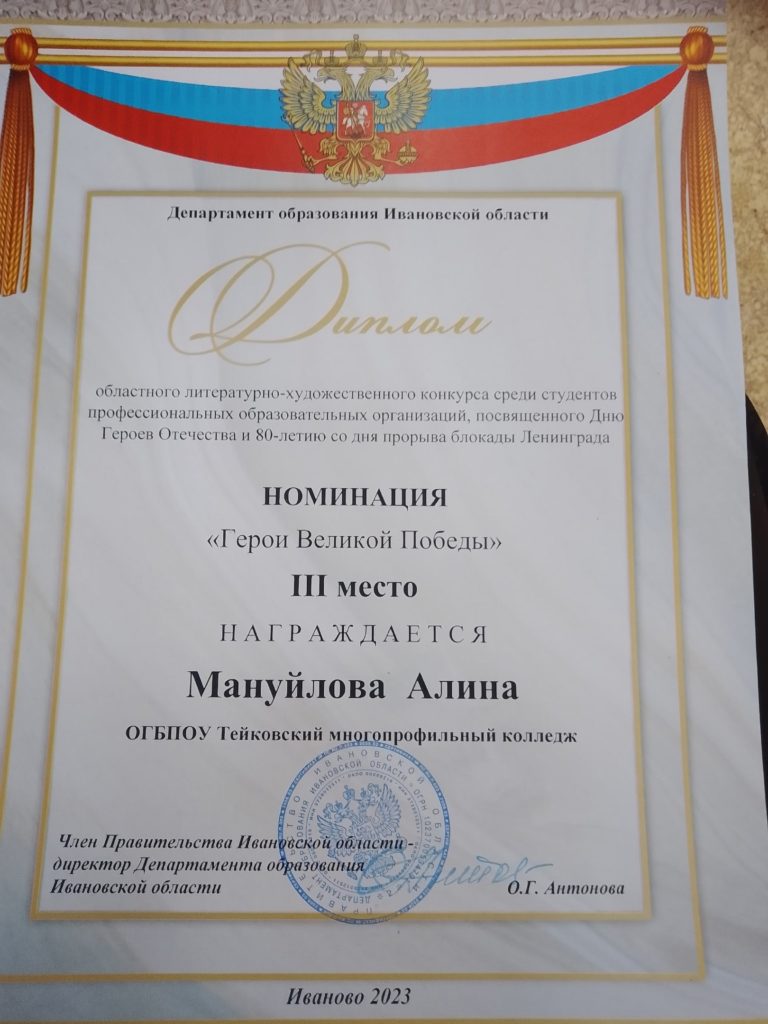 Департамент образования Ивановской области
Диплом
областного литературно-художественного конкурса среди студентов
профессиональных образовательных организаций, посвященного Дню
Героев Отечества и 80-летию со дня прорыва блокады Ленинграда
НОМИНАЦИЯ
«Герои Великой Победы»
III место
НАГРАЖДАЕТСЯ
Мануйлова Алина
ОГБПОУ Тейковский многопрофильный колледж
Член Правительства Ивановской области -
директор Департамента образования
Ивановской области
О.Г. Антонова
Иваново 2023